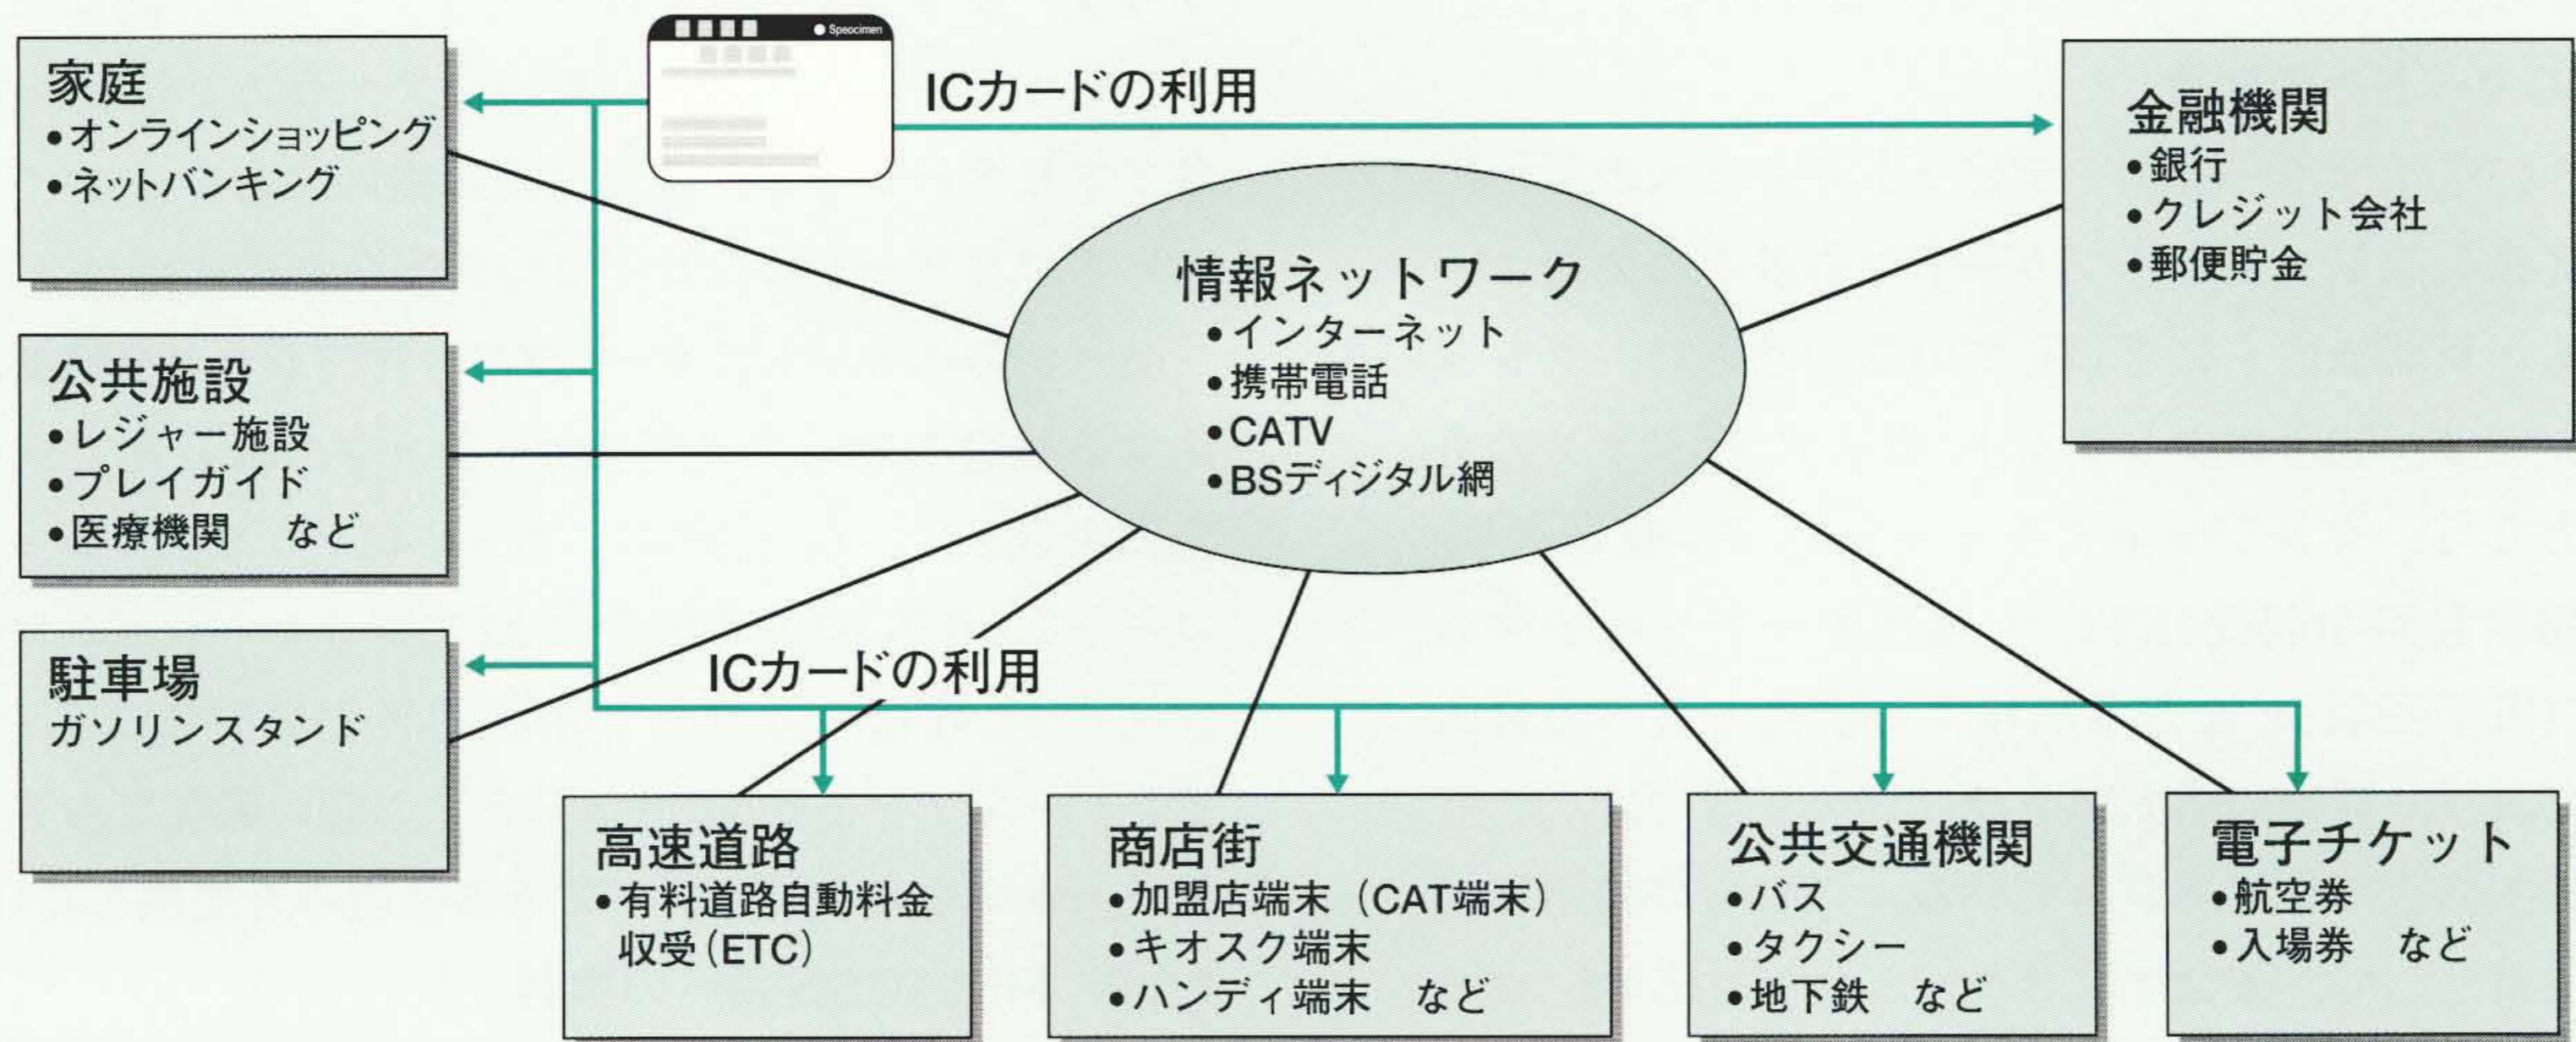 Speocimen
家庭
•オンラインショッピング
•ネットバンキング
ICカードの利用
金融機関
•銀行
•クレジット会社
•郵便貯金
情報ネットワーク
•インターネット
•携帯電話
•CATV
•BSディジタル網
公共施設
•レジャー施設
•プレイガイド
•医療機関 など
駐車場
ガソリンスタンド
ICカードの利用
高速道路
•有料道路自動料金
収受(ETC)
商店街
•加盟店端末（CAT端末）
•キオスク端末
•ハンディ端末 など
公共交通機関
•バス
•タクシー
•地下鉄 など
電子チケット
•航空券
•入場券 など